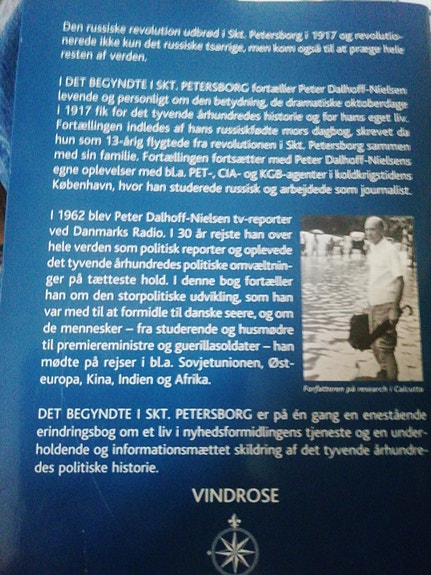 Den russiske revolution udbrød i Skt. Petersborg i 1917 og revolutio-
nerede ikke kun det russiske tsarrige, men kom også til at præge hele
resten af verden.
I DET BEGYNDTE I SKT. PETERSBORG fortæller Peter Dalhoff-Nielsen
levende og personligt om den betydning, de dramatiske oktoberdage
i 1917 fik for det tyvende århundredes historie og for hans eget liv.
Fortællingen indledes af hans russiskfødte mors dagbog, skrevet da
hun som 13-årig flygtede fra revolutionen i Skt. Petersborg sammen
med sin familie. Fortællingen fortsætter med Peter Dalhoff-Nielsens
egne oplevelser med bl.a. PET-, CIA- og KGB-agenter i koldkrigstidens
København, hvor han studerede russisk og arbejdede som journalist.
I 1962 blev Peter Dalhoff-Nielsen tv-reporter
ved Danmarks Radio. I 30 år rejste han over
hele verden som politisk reporter og oplevede
det tyvende århundredes politiske omvæltnin-
ger på tætteste hold. I denne bog fortæller
han om den storpolitiske udvikling, som han
var med til at formidle til danske seere, og om
de mennesker – fra studerende og husmødre
til premiereministre og guerillasoldater – han
mødte på rejser i bl.a. Sovjetunionen, Øst-
europa, Kina, Indien og Afrika.
Forfatteren på research i Calcutta
DET BEGYNDTE I SKT. PETERSBORG er på én gang en enestående
erindringsbog om et liv i nyhedsformidlingens tjeneste og en under-
holdende og informationsmættet skildring af det tyvende århundre-
des politiske historie.
VINDROSE